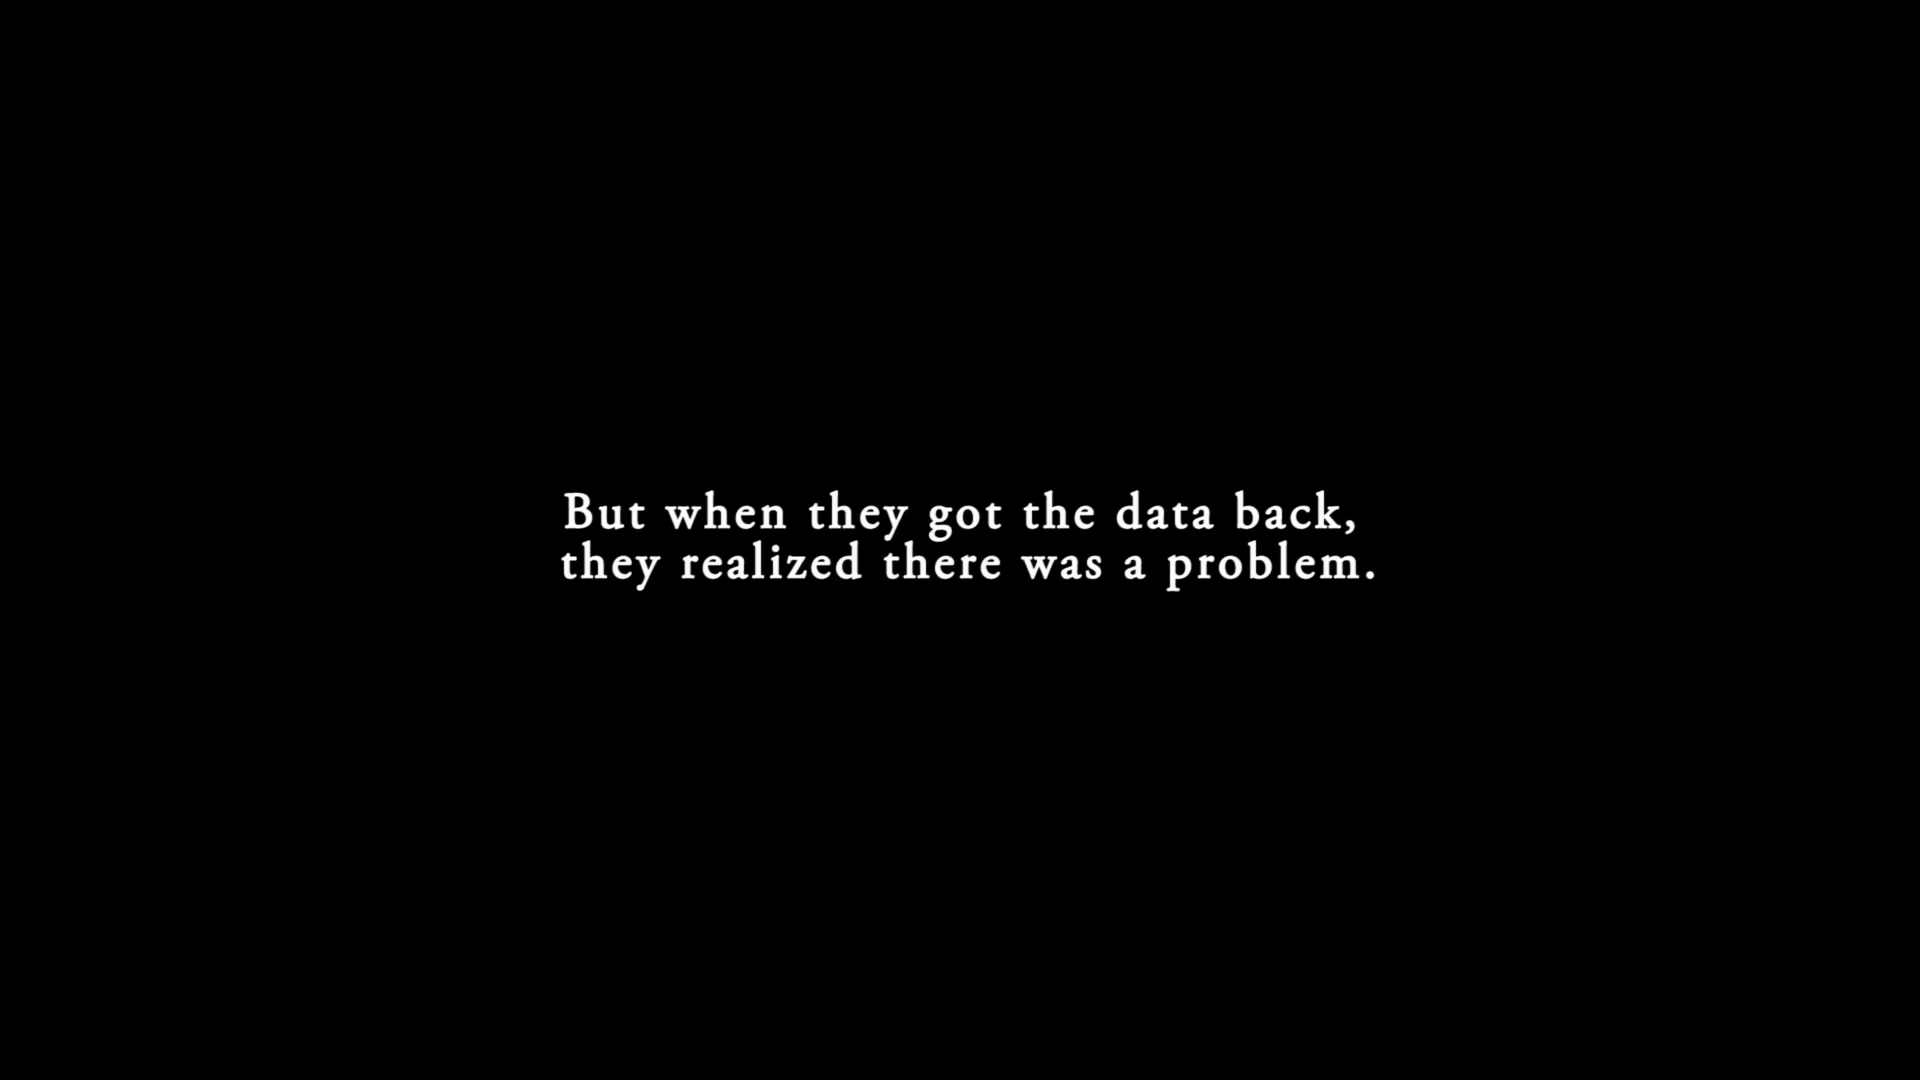 But when they got the data back,
they realized there was a problem.